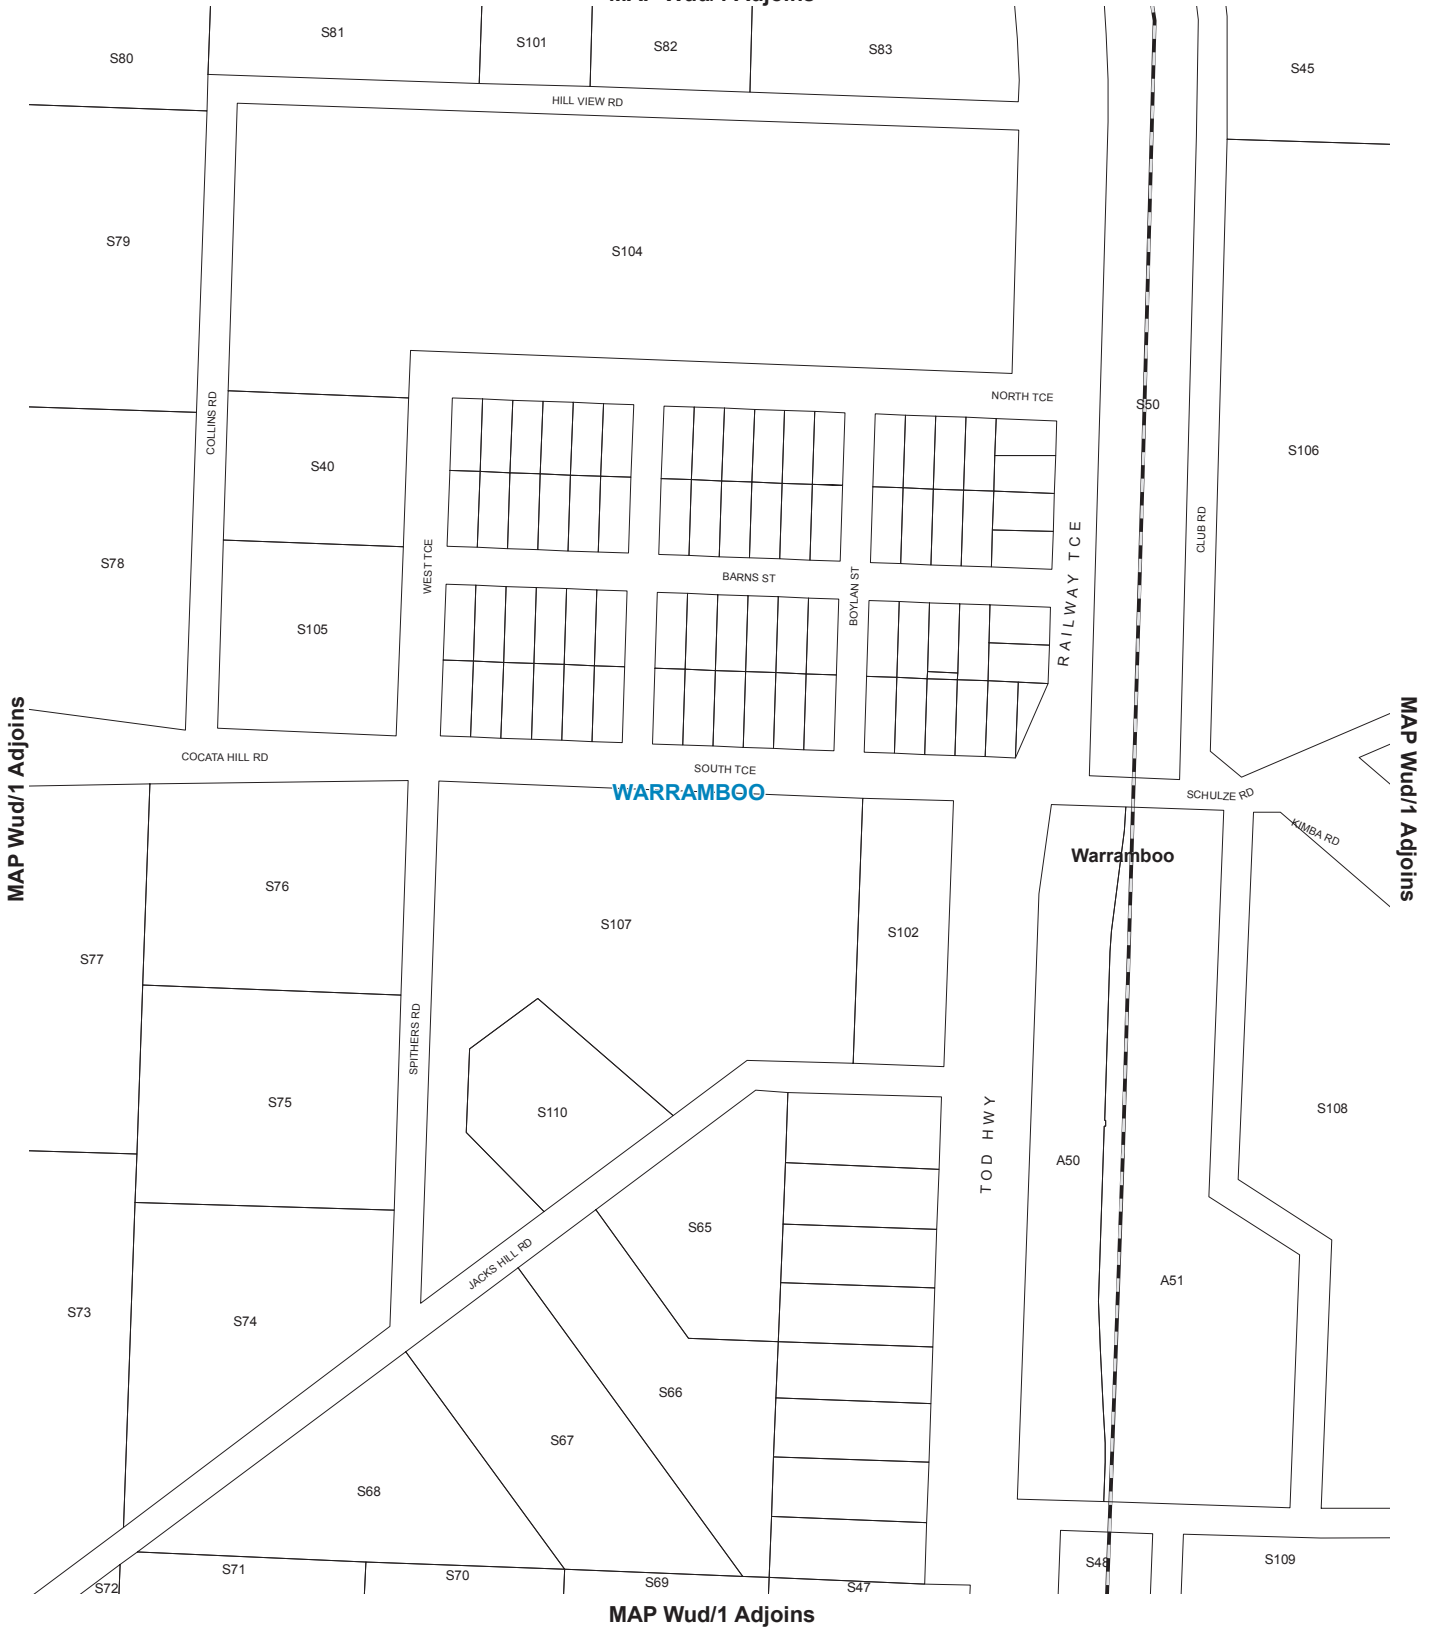 MAP Wud/1 Adjoins
S81
S101
S82
S83
S80
S45
HILL VIEW RD
S79
S104
COLLINS RD
NORTH TCE
S50
S106
S40
CLUB RD
RAILWAY TCE
S78
WEST TCE
BARNS ST
BOYLAN ST
S105
MAP Wud/1 Adjoins
MAP Wud/1 Adjoins
COCATA HILL RD
SOUTH TCE
WARRAMBOO
SCHULZE RD
KIMBA RD
Warramboo
S76
S107
S102
S77
SPITHERS RD
S75
S110
S108
TOD HWY
A50
S65
JACKS HILL RD
A51
S73
S74
S66
S67
S68
S48
S109
S71
S70
S69
S47
S72
MAP Wud/1 Adjoins